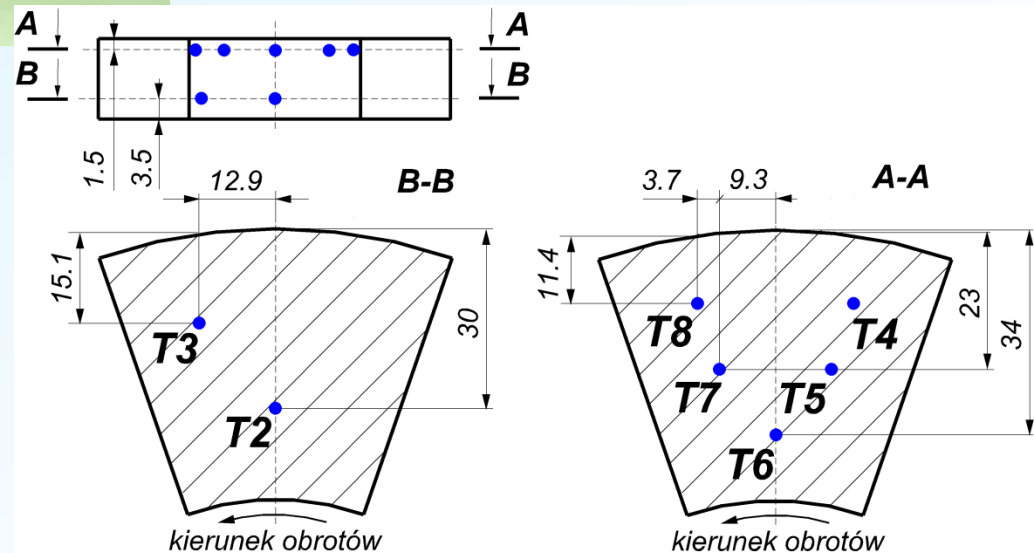 A A
B B
1.5
3.5
12.9 B-B
3.7 9.3 A-A
15.1
30
11.4
23
34
T3
T2
T8 T4
T7 T5
T6
kierunek obrotów
kierunek obrotów